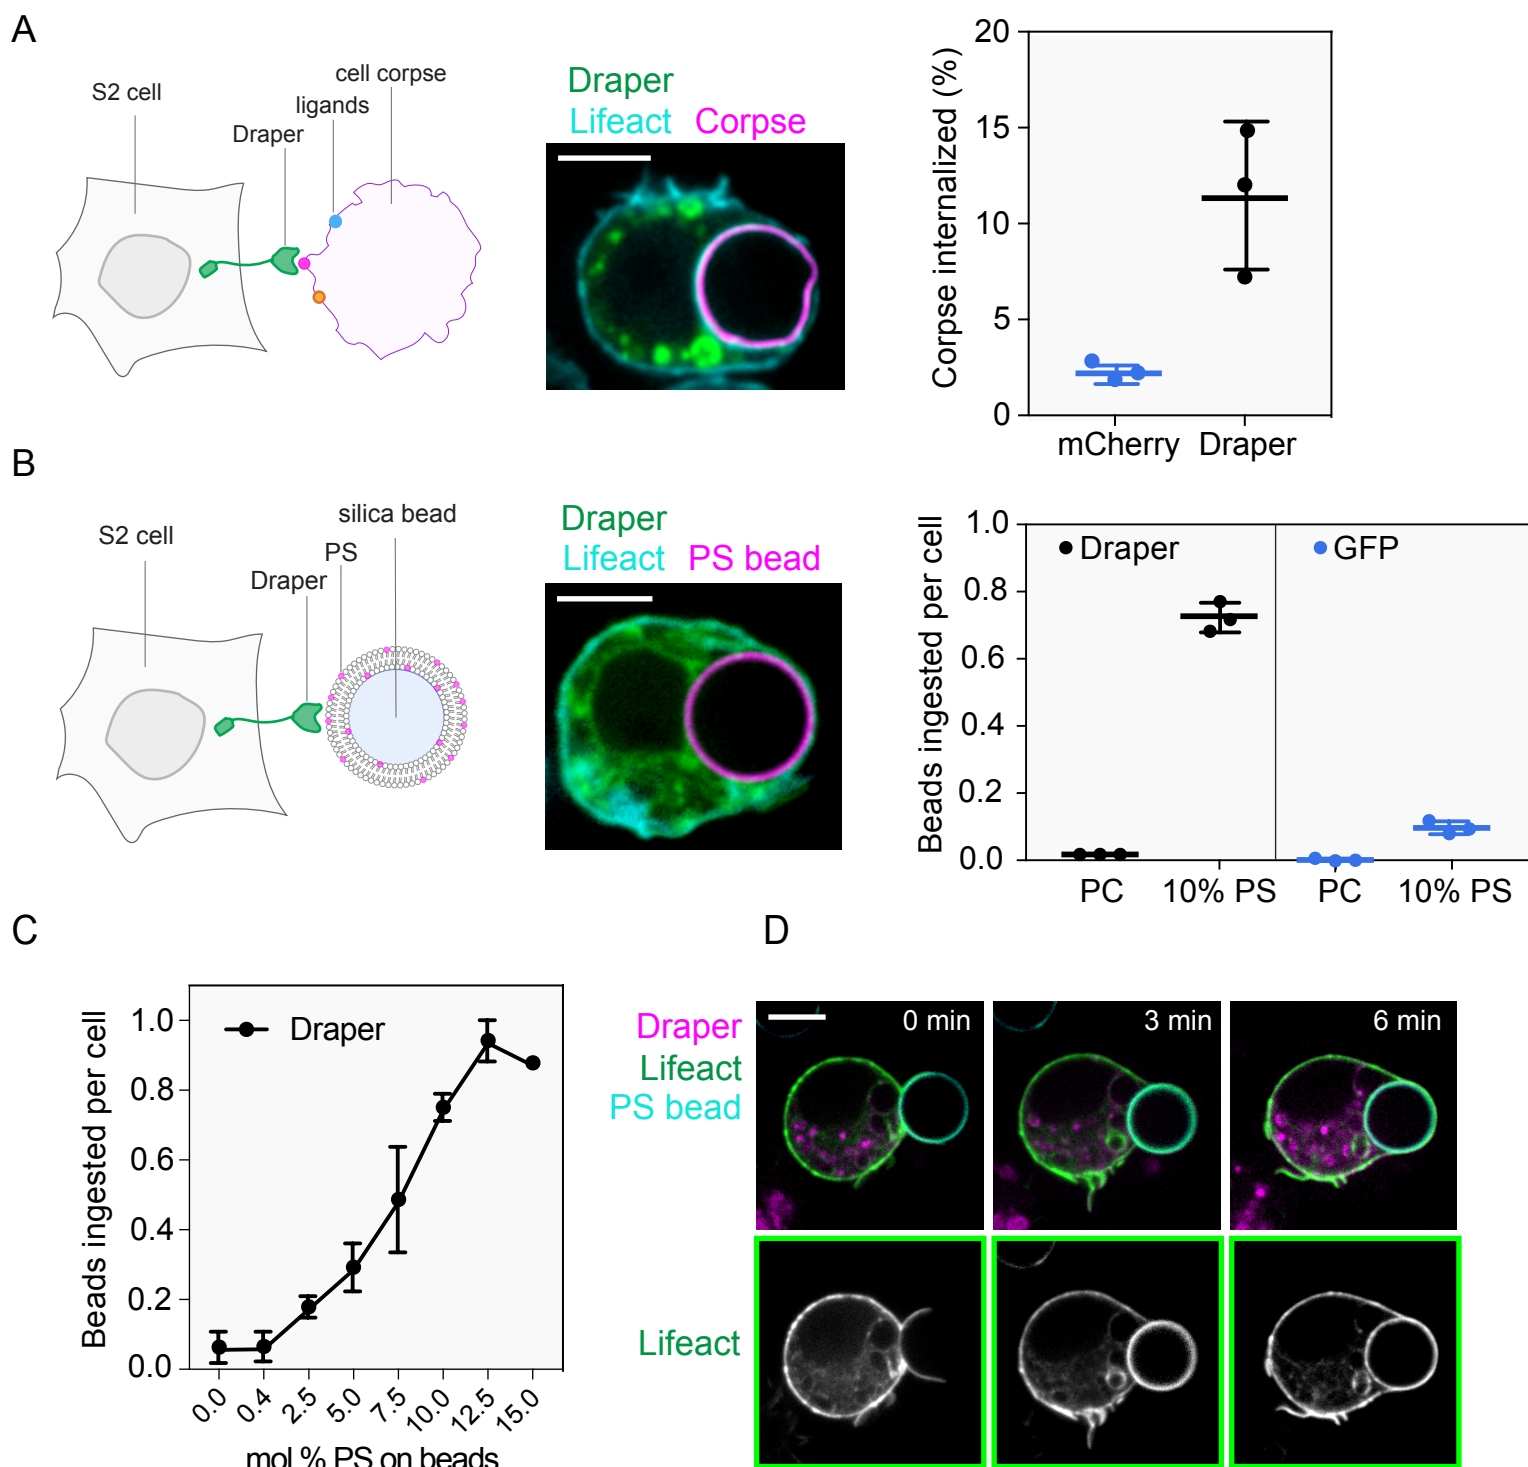 A
S2 cell
Draper
ligands
cell corpse
Draper
Lifeact Corpse
Corpse internalized (%)
20
15
10
5
0
mCherry Draper
B
S2 cell
Draper
PS
silica bead
Draper
Lifeact PS bead
Beads ingested per cell
1.0
0.8
0.6
0.4
0.2
0.0
Draper
GFP
PC 10% PS PC 10% PS
C
Beads ingested per cell
1.0
0.8
0.6
0.4
0.2
0.0
Draper
0.0 0.4 2.5 5.0 7.5 10.0 12.5 15.0
mol % PS on beads
D
Draper
Lifeact
PS bead
0 min
3 min
6 min
Lifeact